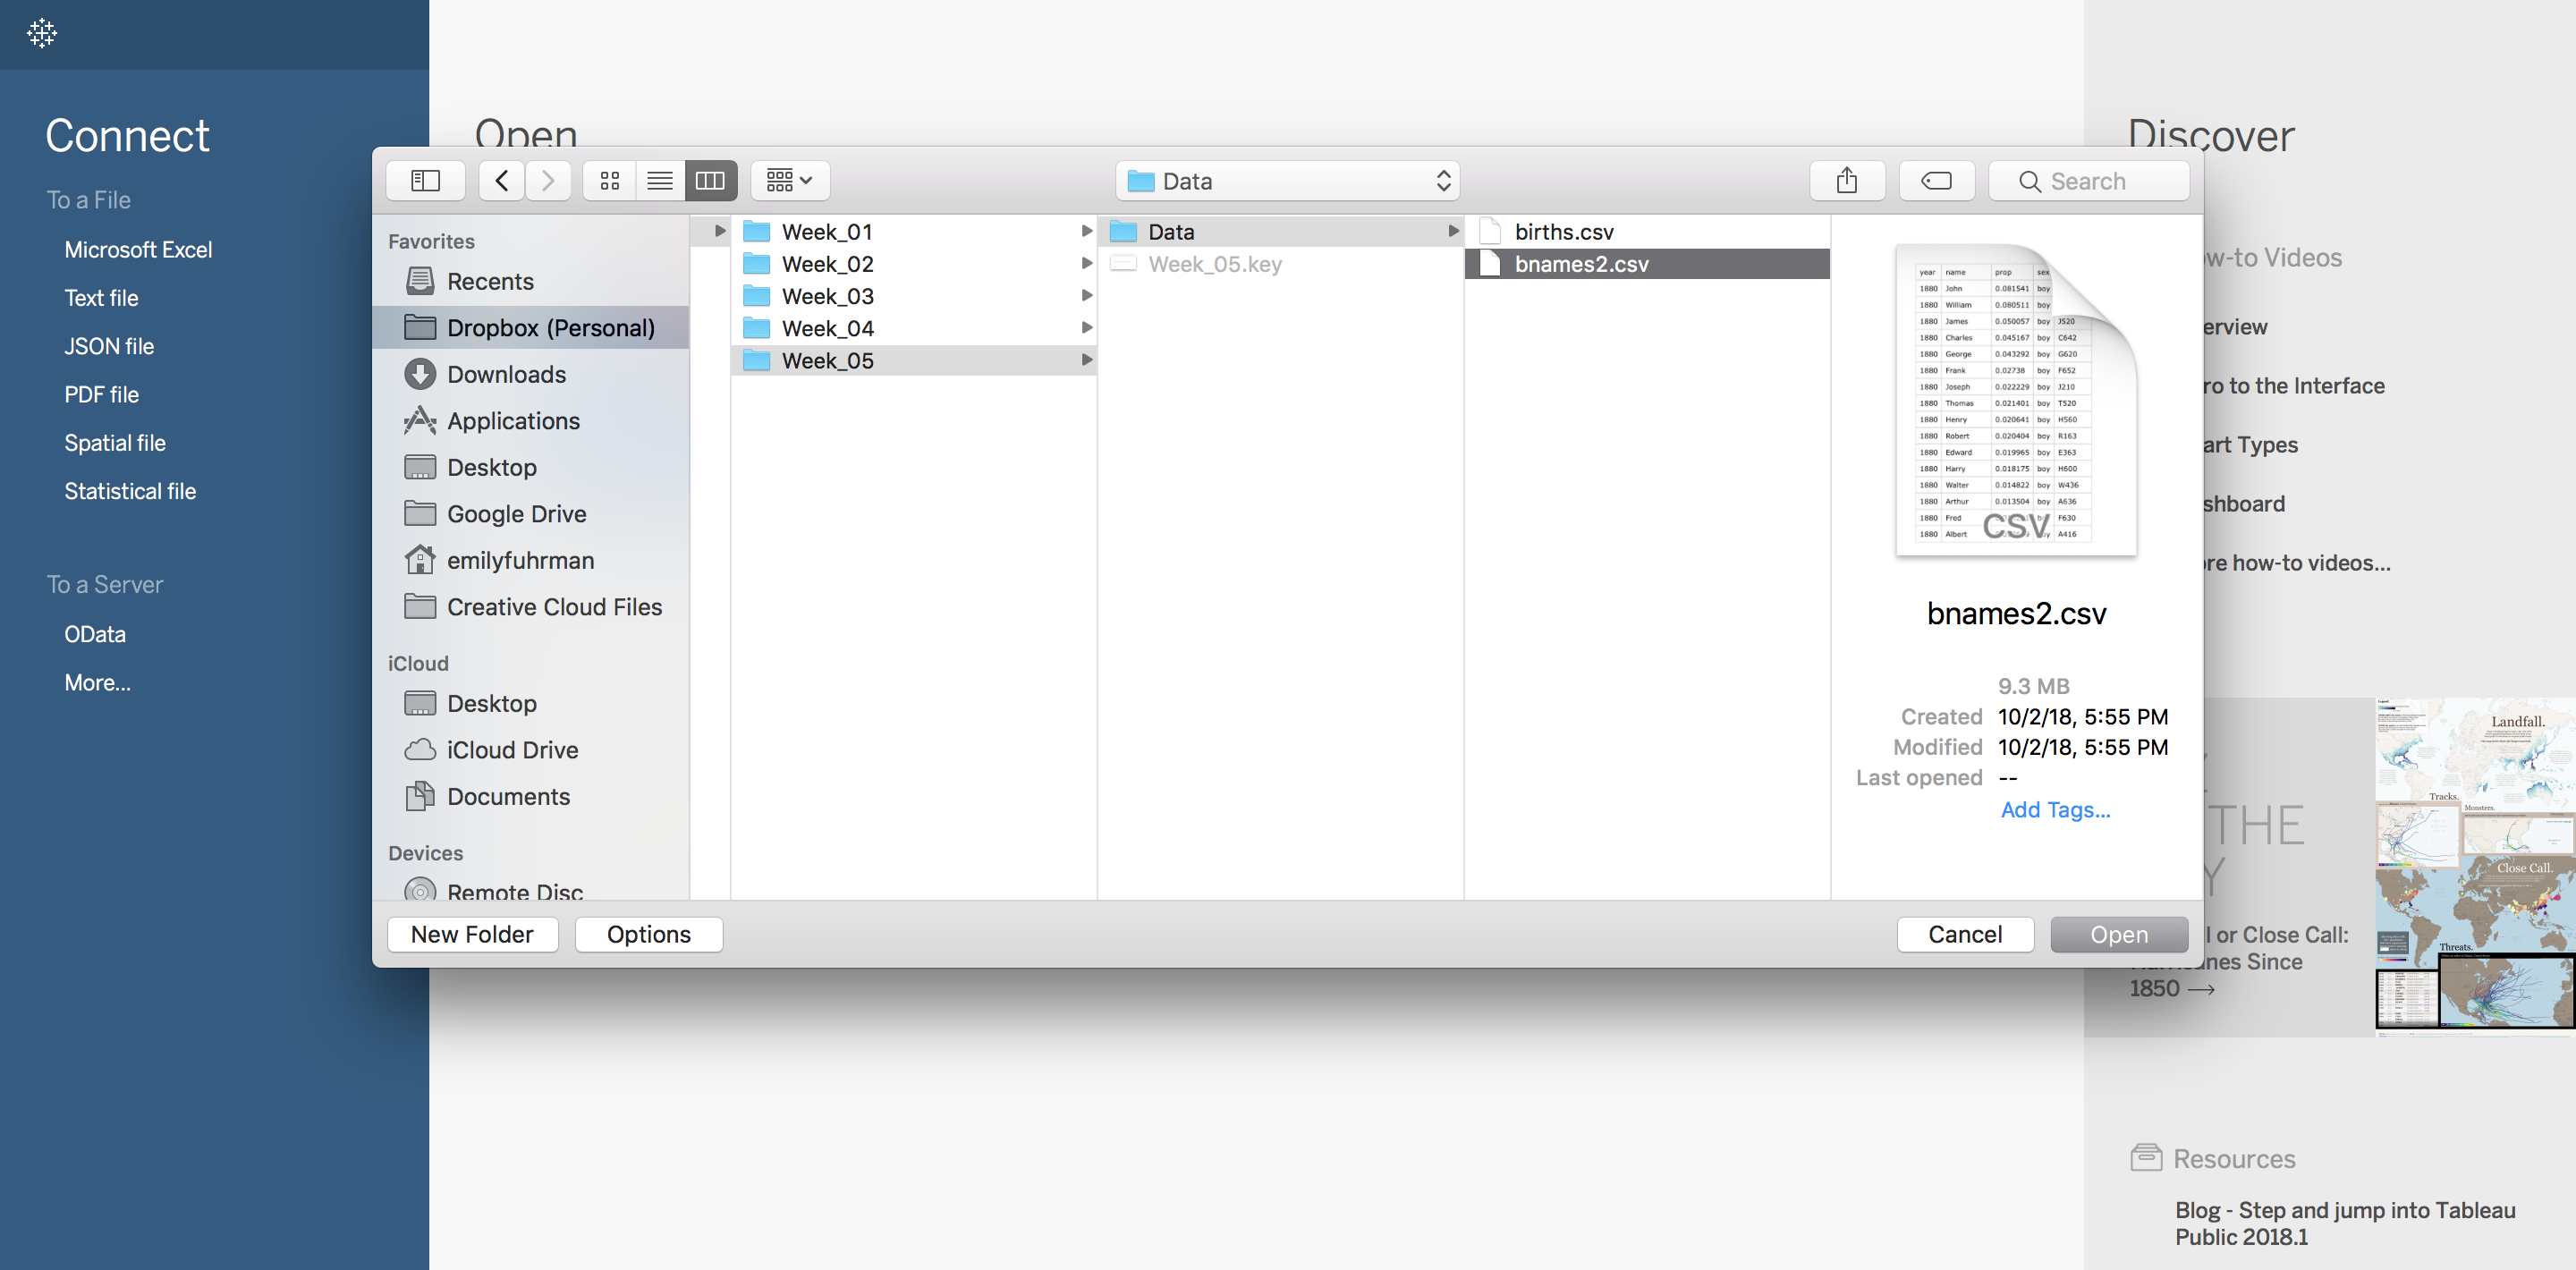 Connect
To a File
Microsoft Excel
Text file
JSON file
PDF file
Spatial file
Statistical file
To a Server
OData
More...
Open
Data
Search
Favorites
Recents
Dropbox (Personal)
Downloads
Applications
Desktop
Google Drive
emilyfuhrman
Creative Cloud Files
iCloud
Desktop
iCloud Drive
Documents
Devices
Remote Disc
Week_01
Week_02
Week_03
Week_04
Week_05
Data
Week_05.key
births.csv
bnames2.csv
year name prop sex
1880 John 0.081541 boy
1880 William 0.080511 boy
1880 James 0.050057 boy J520
1880 Charles 0.045167 boy C642
1880 George 0.043292 boy G620
1880 Frank 0.02738 boy F652
1880 Joseph 0.022229 boy J210
1880 Thomas 0.021401 boy T520
1880 Henry 0.020641 boy H560
1880 Robert 0.020404 boy R163
1880 Edward 0.019965 boy E363
1880 Harry 0.018175 boy H600
1880 Walter 0.014822 boy W436
1880 Arthur 0.013504 boy A636
1880 Fred F630
1880 Albert A416
CSV
bnames2.csv
9.3 MB
Created 10/2/18, 5:55 PM
Modified 10/2/18, 5:55 PM
Last opened --
Add Tags...
New Folder
Options
Cancel
Open
Discover
ow-to Videos
erview
ro to the Interface
art Types
shboard
re how-to videos...
THE
Y
l or Close Call:
Hurricanes Since
1850 →
Landfall.
Tracks.
Monsters.
Close Call.
Threats.
Resources
Blog - Step and jump into Tableau
Public 2018.1